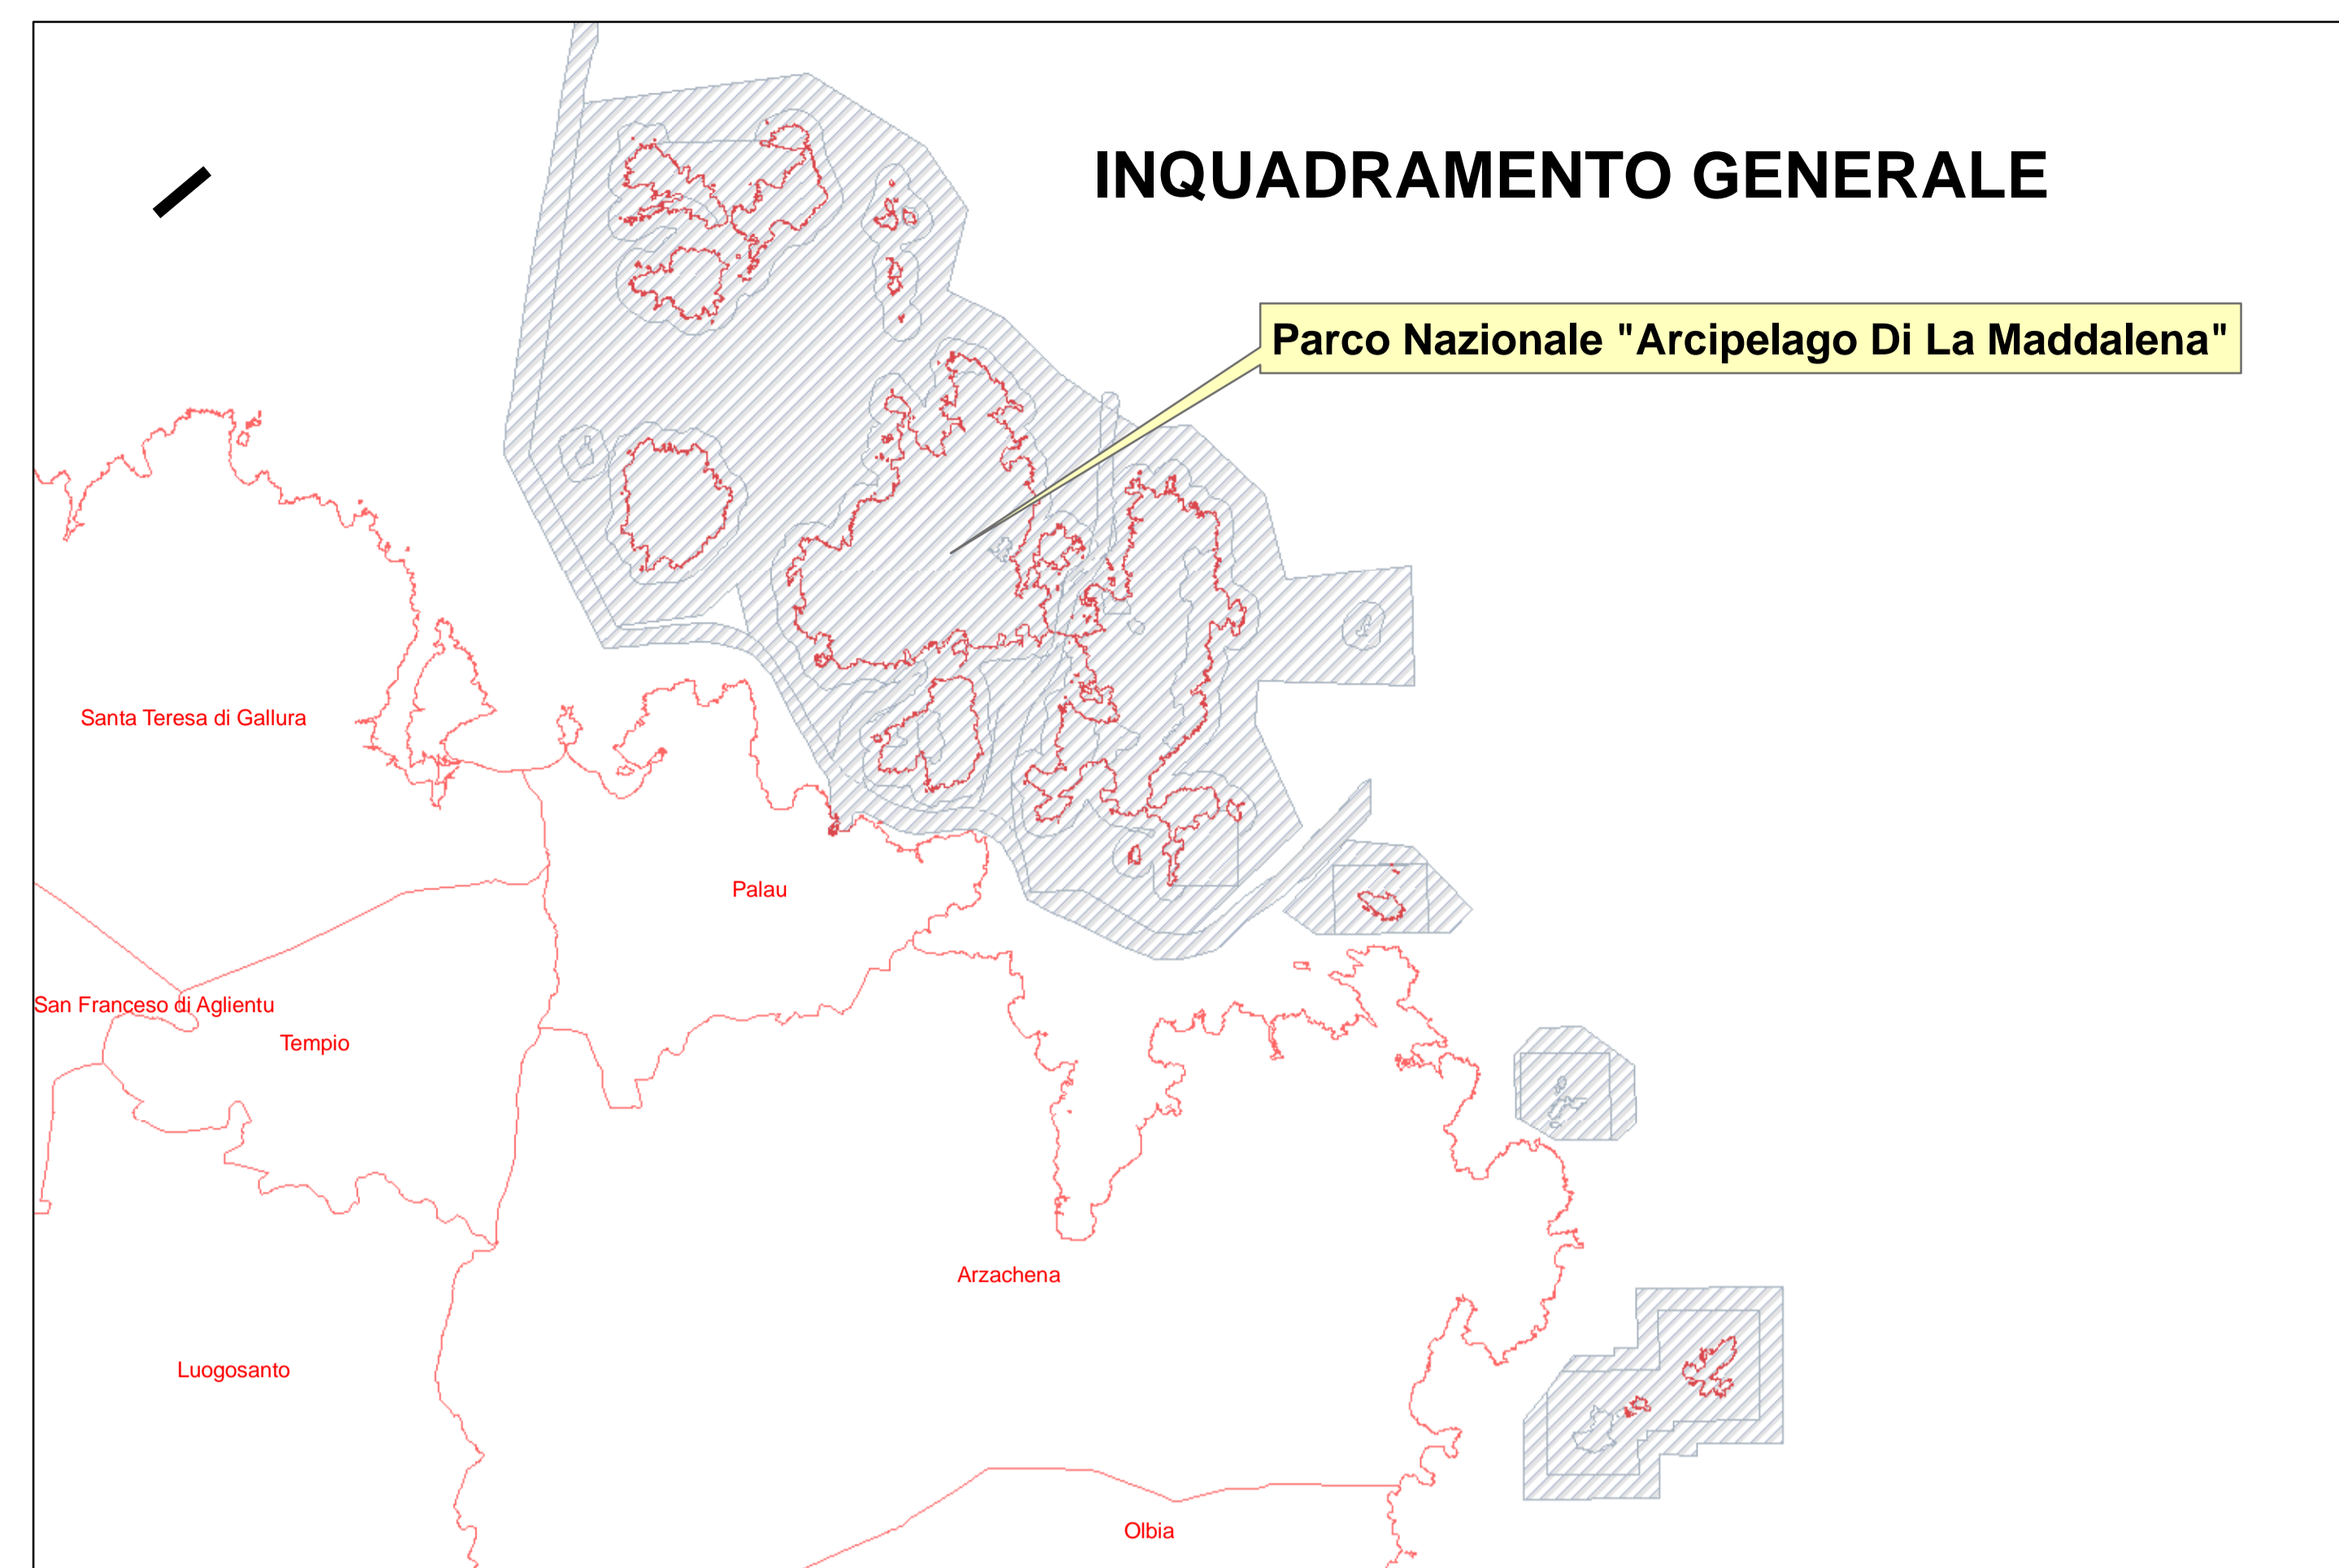 INQUADRAMENTO GENERALE
Parco Nazionale "Arcipelago Di La Maddalena"
Santa Teresa di Gallura
Palau
San Franceso di Aglientu
Tempio
Arzachena
Luogosanto
Olbia